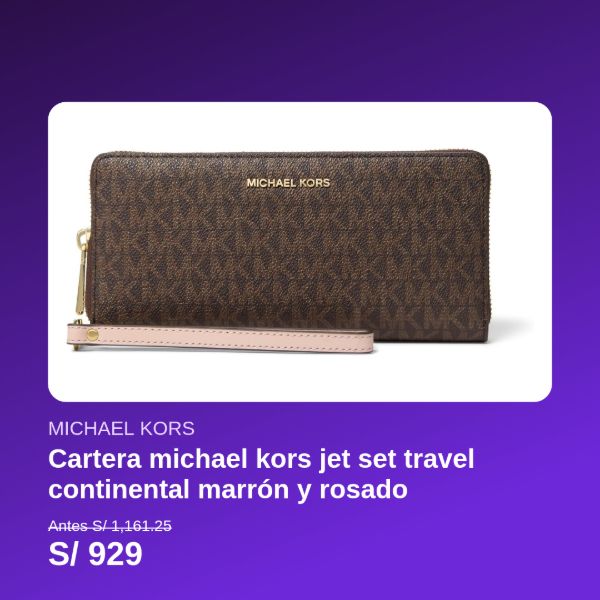 MICHAEL KORS
MICHAEL KORS
Cartera michael kors jet set travel
continental marrón y rosado
Antes S/ 1,161.25
S/ 929